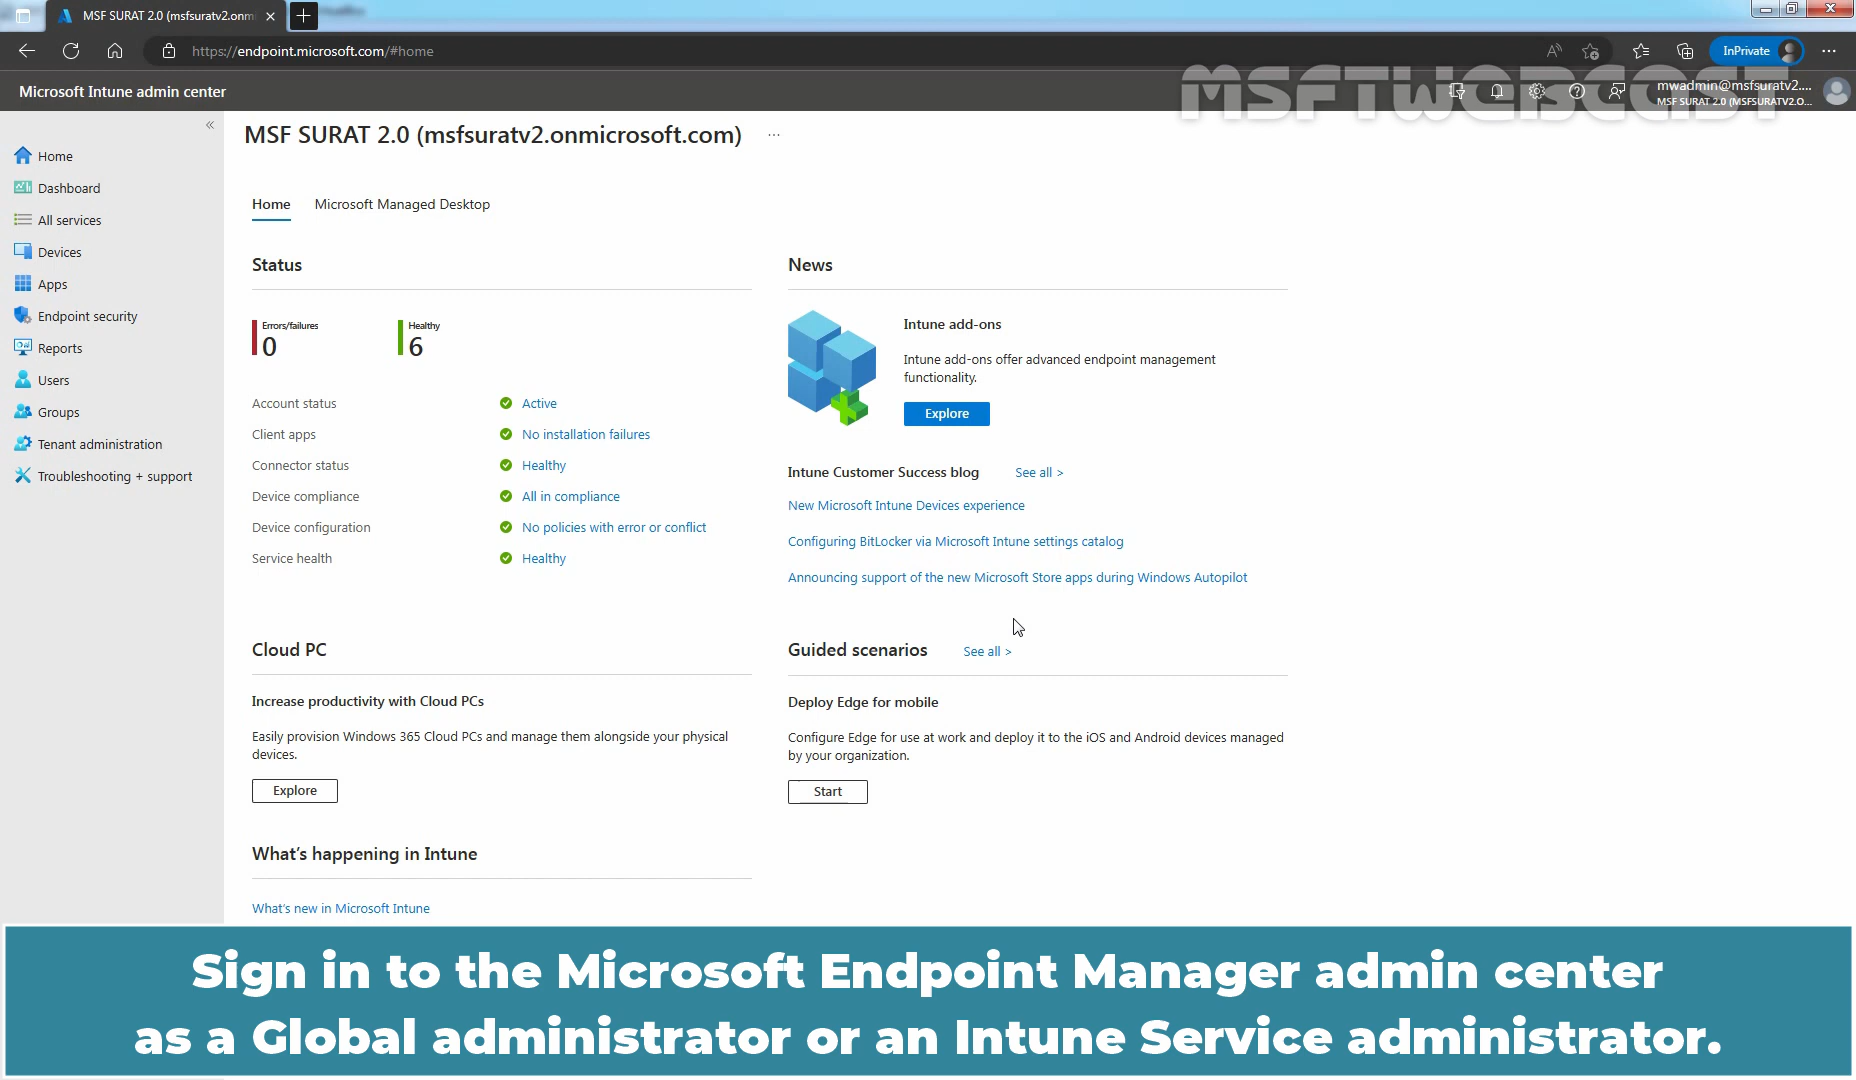 MSF SURAT 2.0 (msfsuratv2.onmi
https://endpoint.microsoft.com/#home
InPrivate
Microsoft Intune admin center
MSFTWEBCAST
mwadmin@msfsuratv2....
MSF SURAT 2.0 (MSFSURATV2.O...
MSF SURAT 2.0 (msfsuratv2.onmicrosoft.com)
...
Home
Dashboard
All services
Devices
Apps
Endpoint security
Reports
Users
Groups
Tenant administration
Troubleshooting + support
Home
Microsoft Managed Desktop
Status
Errors/failures
0
Healthy
6
Account status
Active
Client apps
No installation failures
Connector status
Healthy
Device compliance
All in compliance
Device configuration
No policies with error or conflict
Service health
Healthy
News
Intune add-ons
Intune add-ons offer advanced endpoint management
functionality.
Explore
Intune Customer Success blog
See all >
New Microsoft Intune Devices experience
Configuring BitLocker via Microsoft Intune settings catalog
Announcing support of the new Microsoft Store apps during Windows Autopilot
Cloud PC
Increase productivity with Cloud PCs
Easily provision Windows 365 Cloud PCs and manage them alongside your physical
devices.
Explore
Guided scenarios
See all >
Deploy Edge for mobile
Configure Edge for use at work and deploy it to the iOS and Android devices managed
by your organization.
Start
What's happening in Intune
What's new in Microsoft Intune
Sign in to the Microsoft Endpoint Manager admin center
as a Global administrator or an Intune Service administrator.